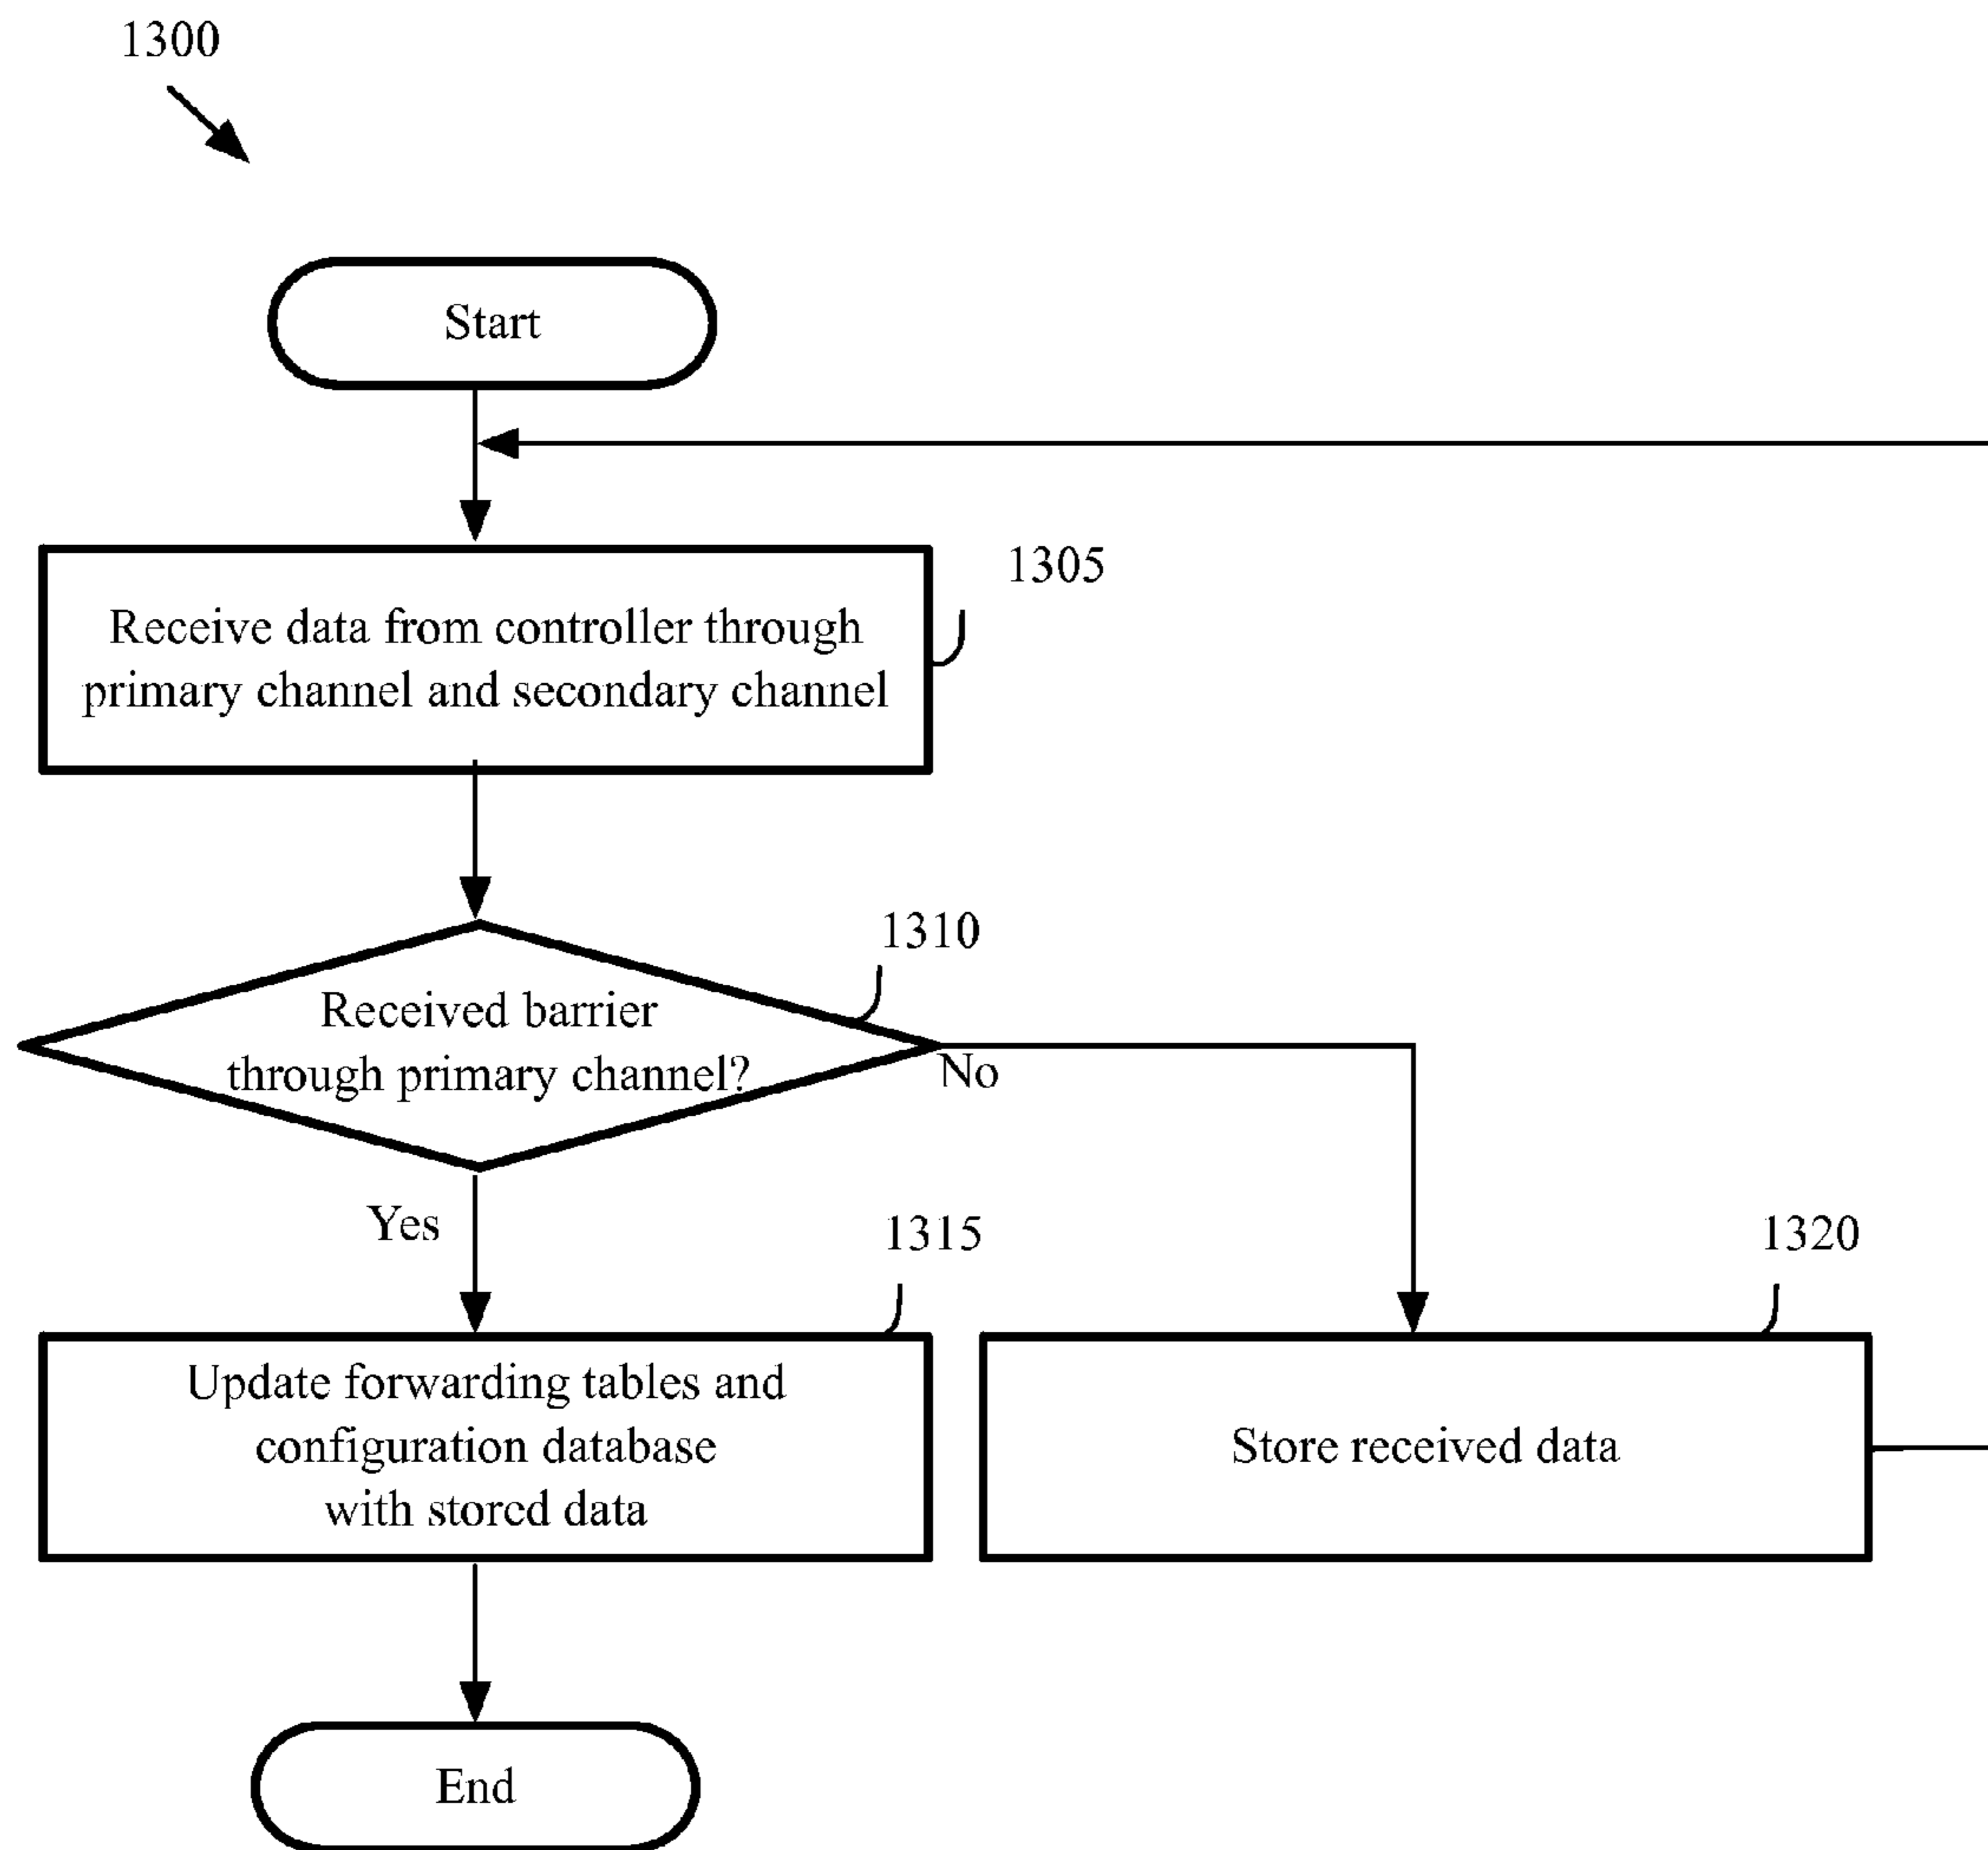 1300
Start
1305
Receive data from controller through
primary channel and secondary channel
1310
Received barrier
through primary channel?
No
Yes
1315
1320
Update forwarding tables and
configuration database
with stored data
Store received data
End